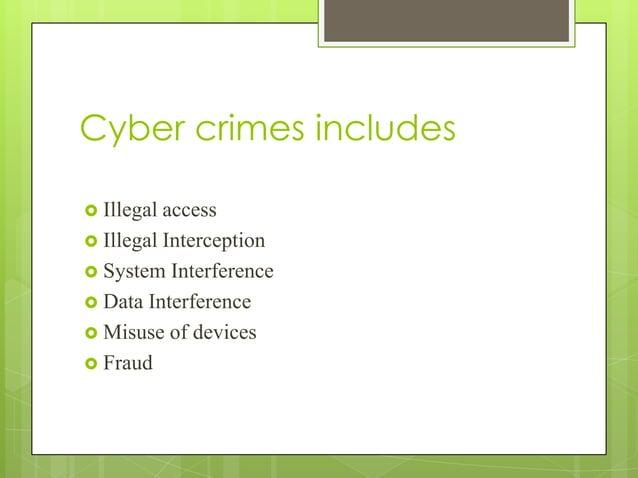 Cyber crimes includes
Illegal access
Illegal Interception
System Interference
Data Interference
Misuse of devices
Fraud